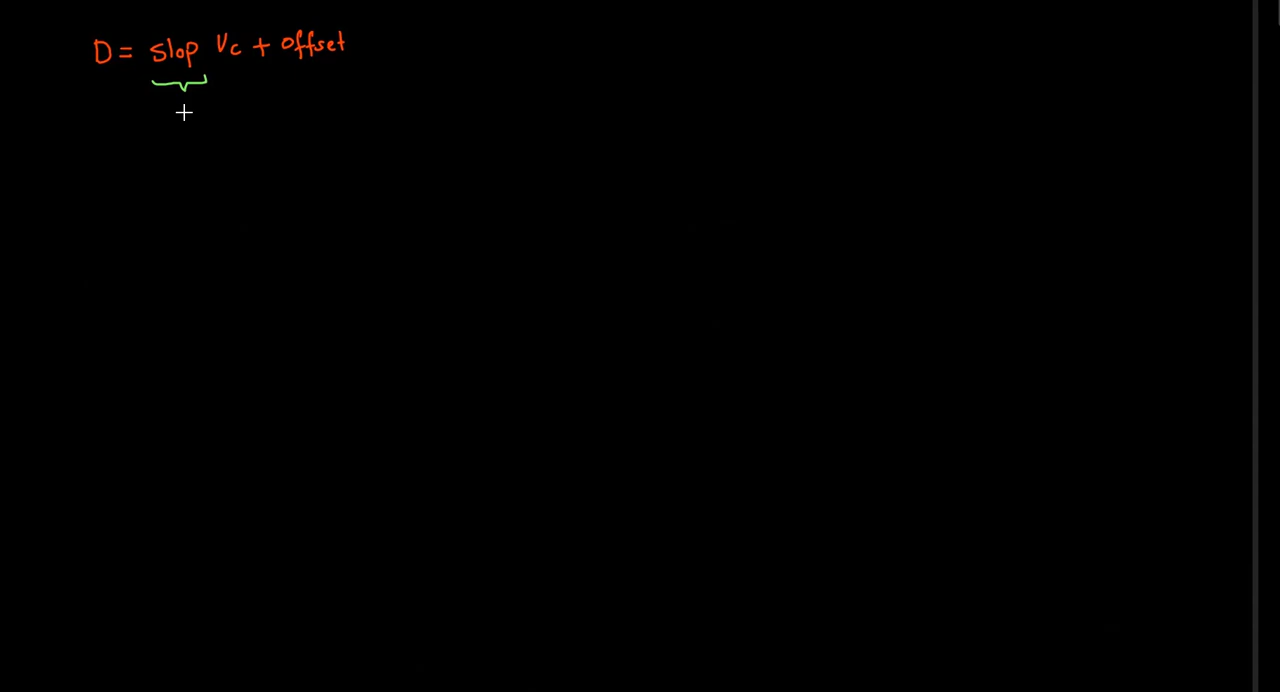 D = slop Vc + offset